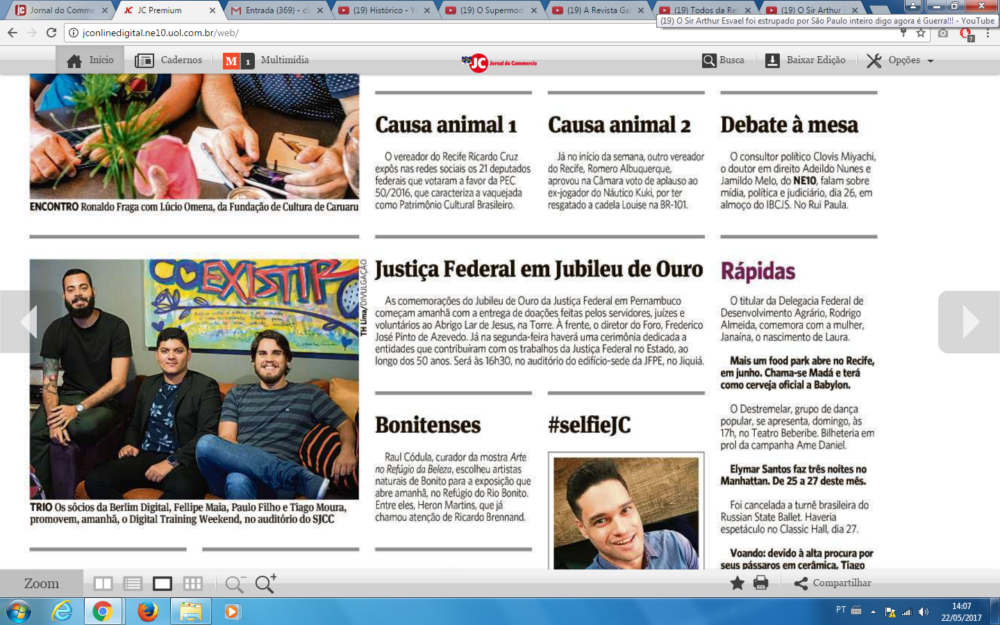 Jornal do Comme
JC Premium
Entrada (369) - cl
(19) Histórico - Yo
(19) O Supermod
(19) A Revista Gal
(19) Todos da Re
(19) O Sir Arthur
(19) O Sir Arthur Esvael foi estrupado por São Paulo inteiro digo agora é Guerra!!! - YouTube
jconlinedigital.ne10.uol.com.br/web/
7
Início
Cadernos
M 1 Multimídia
JC Jornal do Commercio
Busca
Baixar Edição
Opções
ENCONTRO Ronaldo Fraga com Lúcio Omena, da Fundação de Cultura de Caruaru
Causa animal 1
O vereador do Recife Ricardo Cruz
expôs nas redes sociais os 21 deputados
federais que votaram a favor da PEC
50/2016, que caracteriza a vaquejada
como Patrimônio Cultural Brasileiro.
Causa animal 2
Já no início da semana, outro vereador
do Recife, Romero Albuquerque,
aprovou na Câmara voto de aplauso ao
ex-jogador do Náutico Kuki, por ter
resgatado a cadela Louise na BR-101.
Debate à mesa
O consultor político Clovis Miyachi,
o doutor em direito Adeildo Nunes e
Jamildo Melo, do NE10, falam sobre
mídia, política e judiciário, dia 26, em
almoço do IBCJS. No Rui Paula.
COEXISTIR
TH Lima/DIVULGAÇÃO
TRIO Os sócios da Berlim Digital, Fellipe Maia, Paulo Filho e Tiago Moura,
promovem, amanhã, o Digital Training Weekend, no auditório do SJCC
Justiça Federal em Jubileu de Ouro
As comemorações do Jubileu de Ouro da Justiça Federal em Pernambuco
começam amanhã com a entrega de doações feitas pelos servidores, juízes e
voluntários ao Abrigo Lar de Jesus, na Torre. À frente, o diretor do Foro, Frederico
José Pinto de Azevedo. Já na segunda-feira haverá uma cerimônia dedicada a
entidades que contribuíram com os trabalhos da Justiça Federal no Estado, ao
longo dos 50 anos. Será às 16h30, no auditório do edifício-sede da JFPE, no Jiquiá.
Bonitenses
Raul Códula, curador da mostra Arte
no Refúgio da Beleza, escolheu artistas
naturais de Bonito para a exposição que
abre amanhã, no Refúgio do Rio Bonito.
Entre eles, Heron Martins, que já
chamou atenção de Ricardo Brennand.
#selfieJC
Rápidas
O titular da Delegacia Federal de
Desenvolvimento Agrário, Rodrigo
Almeida, comemora com a mulher,
Janaína, o nascimento de Laura.
Mais um food park abre no Recife,
em junho. Chama-se Madá e terá
como cerveja oficial a Babylon.
O Destremelar, grupo de dança
popular, se apresenta, domingo, às
17h, no Teatro Beberibe. Bilheteria em
prol da campanha Ame Daniel.
Elymar Santos faz três noites no
Manhattan. De 25 a 27 deste mês.
Foi cancelada a turnê brasileira do
Russian State Ballet. Haveria
espetáculo no Classic Hall, dia 27.
Voando: devido à alta procura por
seus pássaros em cerâmica, Tiago
Zoom
Compartilhar
PT
14:07
22/05/2017